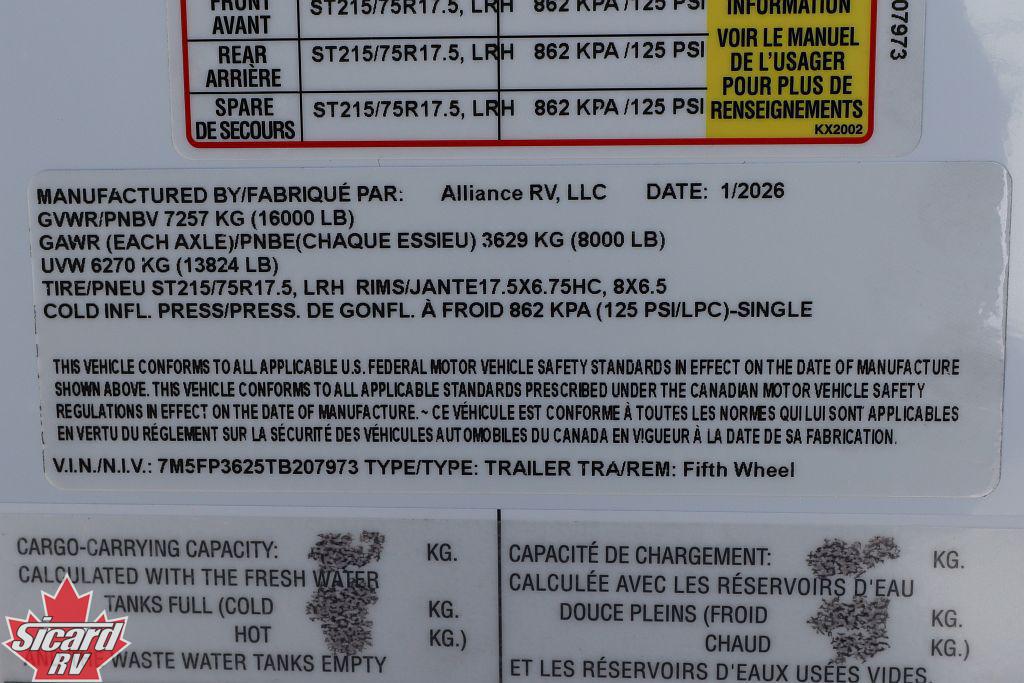 FRONT ST215/75R17.5, LRH 862 KPA /125 PSI INFORMATION
AVANT
REAR ST215/75R17.5, LRH 862 KPA /125 PSI VOIR LE MANUEL
ARRIÈRE DE L'USAGER
SPARE ST215/75R17.5, LRH 862 KPA /125 PSI POUR PLUS DE
DE SECOURS RENSEIGNEMENTS
KX2002
07973
MANUFACTURED BY/FABRIQUÉ PAR: Alliance RV, LLC DATE: 1/2026
GVWR/PNBV 7257 KG (16000 LB)
GAWR (EACH AXLE)/PNBE(CHAQUE ESSIEU) 3629 KG (8000 LB)
UVW 6270 KG (13824 LB)
TIRE/PNEU ST215/75R17.5, LRH RIMS/JANTE17.5X6.75HC, 8X6.5
COLD INFL. PRESS/PRESS. DE GONFL. À FROID 862 KPA (125 PSI/LPC)-SINGLE
THIS VEHICLE CONFORMS TO ALL APPLICABLE U.S. FEDERAL MOTOR VEHICLE SAFETY STANDARDS IN EFFECT ON THE DATE OF MANUFACTURE
SHOWN ABOVE. THIS VEHICLE CONFORMS TO ALL APPLICABLE STANDARDS PRESCRIBED UNDER THE CANADIAN MOTOR VEHICLE SAFETY
REGULATIONS IN EFFECT ON THE DATE OF MANUFACTURE. ~ CE VÉHICULE EST CONFORME À TOUTES LES NORMES QUI LUI SONT APPLICABLES
EN VERTU DU RÉGLEMENT SUR LA SÉCURITÉ DES VÉHICULES AUTOMOBILES DU CANADA EN VIGUEUR À LA DATE DE SA FABRICATION.
V.I.N./N.I.V.: 7M5FP3625TB207973 TYPE/TYPE: TRAILER TRA/REM: Fifth Wheel
CARGO-CARRYING CAPACITY: KG.
CALCULATED WITH THE FRESH WATER
TANKS FULL (COLD KG.
HOT KG.)
WASTE WATER TANKS EMPTY
CAPACITÉ DE CHARGEMENT: KG.
CALCULÉE AVEC LES RÉSERVOIRS D'EAU
DOUCE PLEINS (FROID KG.
CHAUD KG.)
ET LES RÉSERVOIRS D'EAUX USÉES VIDES.
Sicard
RV